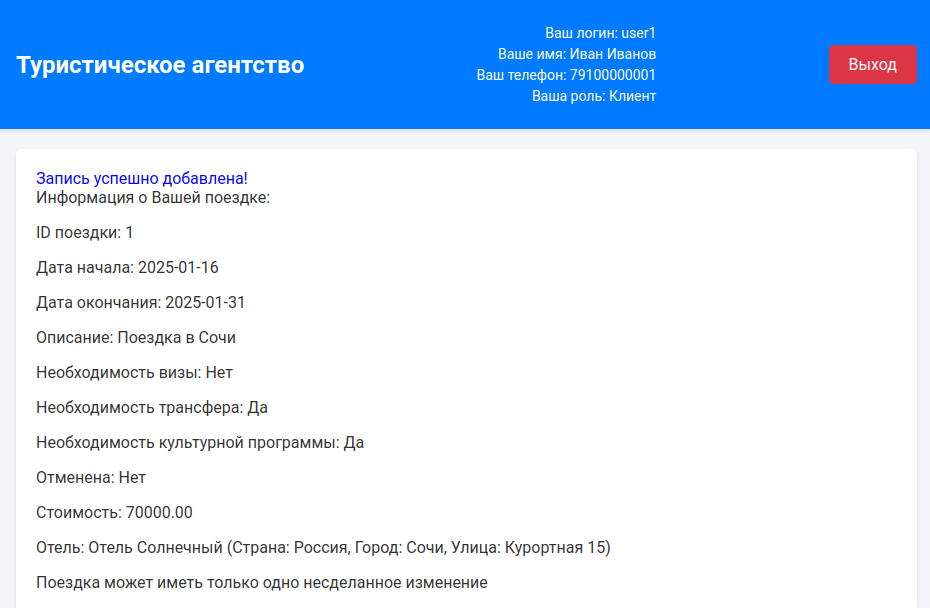 Туристическое агентство
Ваш логин: user1
Ваше имя: Иван Иванов
Ваш телефон: 79100000001
Ваша роль: Клиент
Выход
Запись успешно добавлена!
Информация о Вашей поездке:
ID поездки: 1
Дата начала: 2025-01-16
Дата окончания: 2025-01-31
Описание: Поездка в Сочи
Необходимость визы: Нет
Необходимость трансфера: Да
Необходимость культурной программы: Да
Отменена: Нет
Стоимость: 70000.00
Отель: Отель Солнечный (Страна: Россия, Город: Сочи, Улица: Курортная 15)
Поездка может иметь только одно несделанное изменение